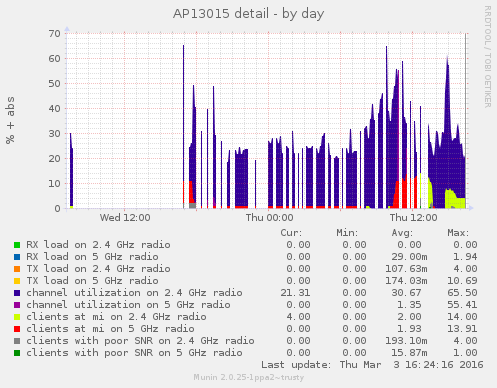 AP13015 detail - by day
RRDTOOL / TOBI OETIKER
% + abs
70
60
50
40
30
20
10
0
Wed 12:00 Thu 00:00 Thu 12:00
Cur: Min: Avg: Max:
RX load on 2.4 GHz radio 0.00 0.00 0.00 0.00
RX load on 5 GHz radio 0.00 0.00 29.00m 1.94
TX load on 2.4 GHz radio 0.00 0.00 107.63m 4.00
TX load on 5 GHz radio 0.00 0.00 174.03m 10.69
channel utilization on 2.4 GHz radio 21.31 0.00 30.67 65.50
channel utilization on 5 GHz radio 0.00 0.00 1.35 55.41
clients at mi on 2.4 GHz radio 4.00 0.00 2.00 14.00
clients at mi on 5 GHz radio 0.00 0.00 1.93 13.91
clients with poor SNR on 2.4 GHz radio 0.00 0.00 193.10m 4.00
clients with poor SNR on 5 GHz radio 0.00 0.00 15.87m 1.00
Last update: Thu Mar 3 16:24:16 2016
Munin 2.0.25-1ppa2~trusty